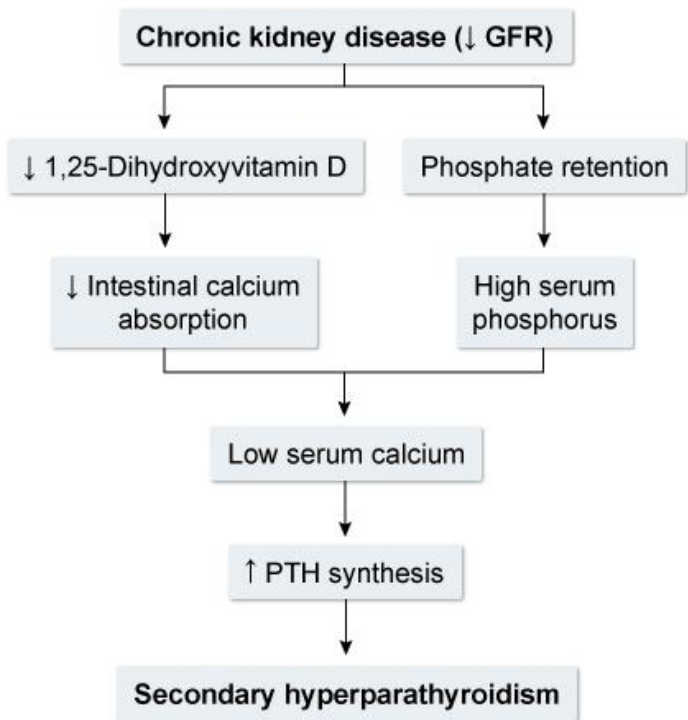 Chronic kidney disease (↓ GFR)
↓ 1,25-Dihydroxyvitamin D
Phosphate retention
↓ Intestinal calcium
absorption
High serum
phosphorus
Low serum calcium
↑ PTH synthesis
Secondary hyperparathyroidism